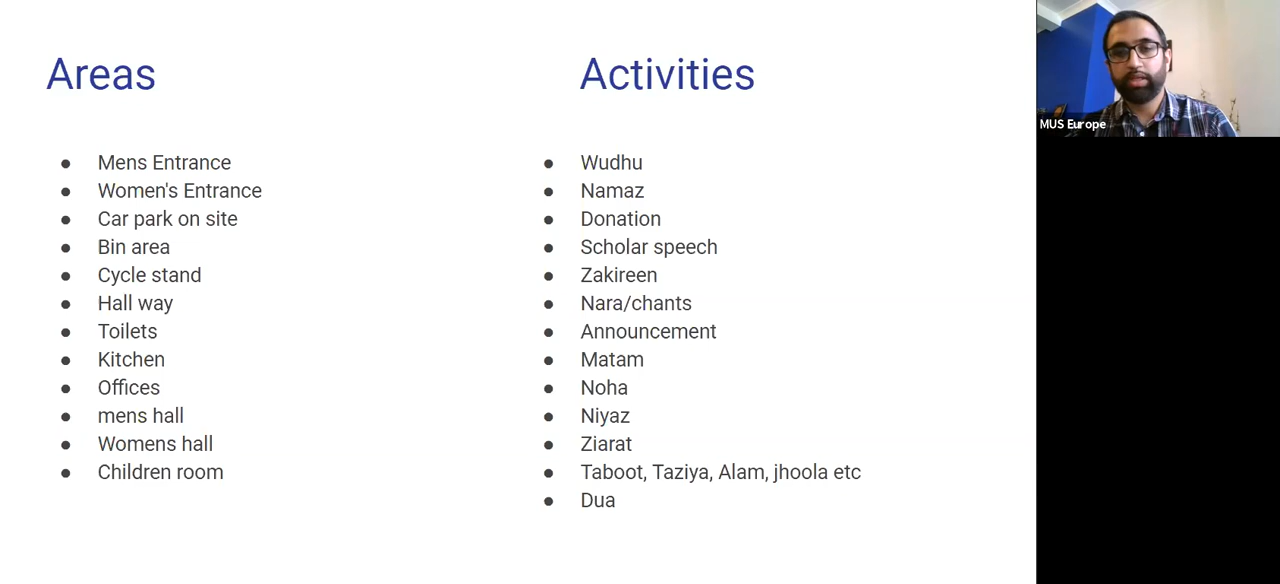 Areas
Mens Entrance
Women's Entrance
Car park on site
Bin area
Cycle stand
Hall way
Toilets
Kitchen
Offices
mens hall
Womens hall
Children room
Activities
Wudhu
Namaz
Donation
Scholar speech
Zakireen
Nara/chants
Announcement
Matam
Noha
Niyaz
Ziarat
Taboot, Taziya, Alam, jhoola etc
Dua
MUS Europe